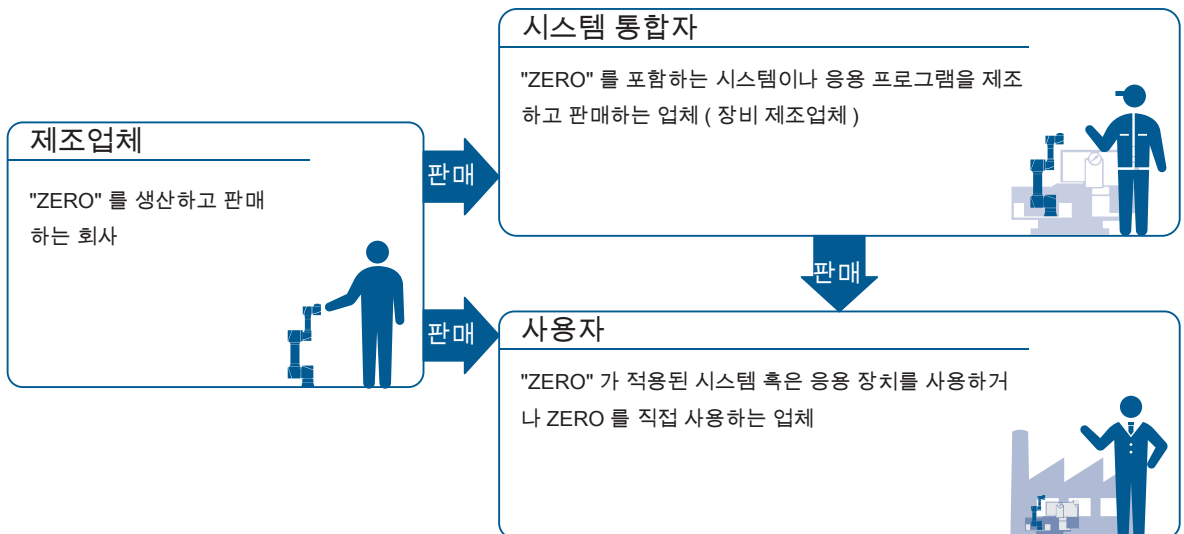 제조업체
"ZERO" 를 생산하고 판매
하는 회사
판매
판매
시스템 통합자
"ZERO" 를 포함하는 시스템이나 응용 프로그램을 제조
하고 판매하는 업체 ( 장비 제조업체 )
판매
사용자
"ZERO" 가 적용된 시스템 혹은 응용 장치를 사용하거
나 ZERO 를 직접 사용하는 업체